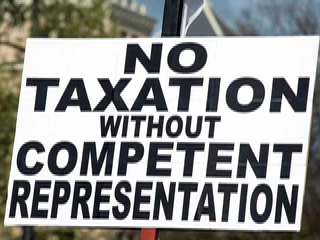 NO
TAXATION
WITHOUT
COMPETENT
REPRESENTATION